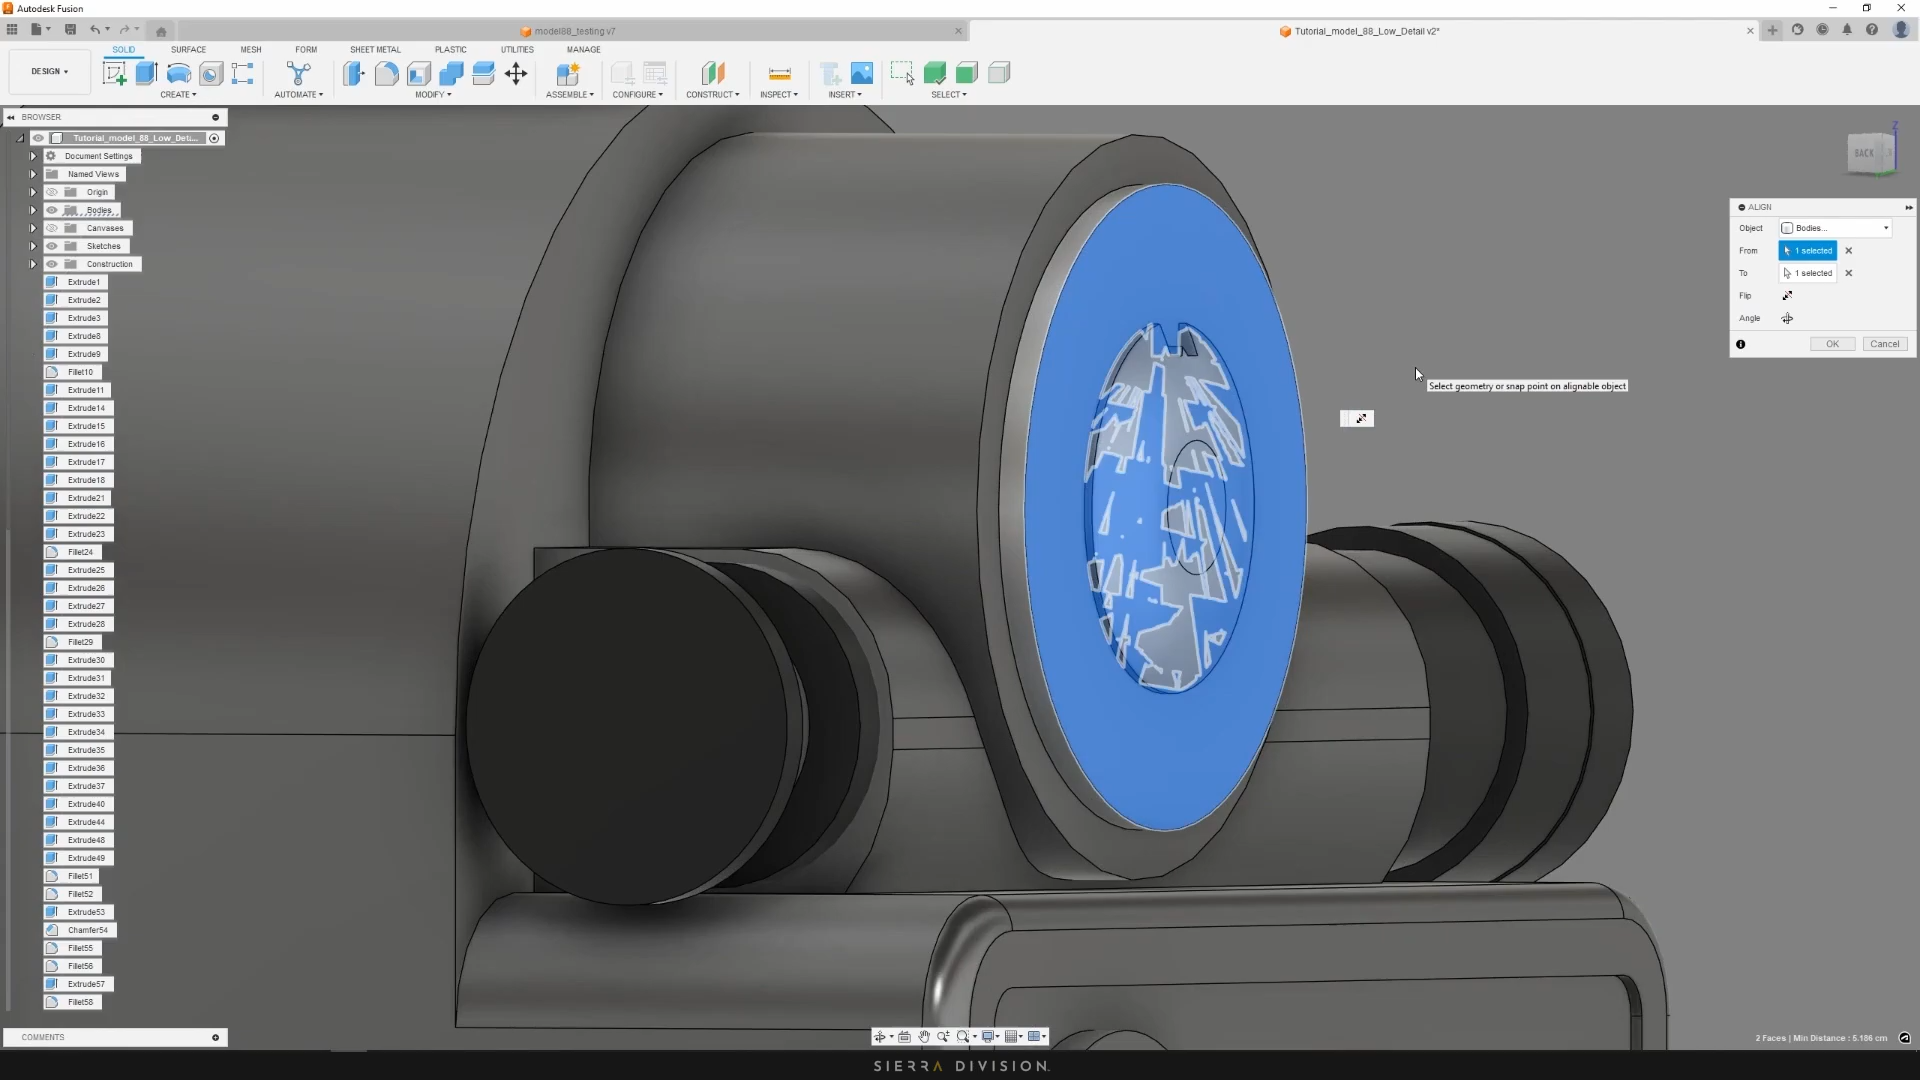 Autodesk Fusion
model88_testing v7
Tutorial_model_88_Low_Detail v2*
DESIGN
SOLID
SURFACE
MESH
FORM
SHEET METAL
PLASTIC
UTILITIES
MANAGE
CREATE
AUTOMATE
MODIFY
ASSEMBLE
CONFIGURE
CONSTRUCT
INSPECT
INSERT
SELECT
BROWSER
Tutorial_model_88_Low_Deti...
Document Settings
Named Views
Origin
Bodies
Canvases
Sketches
Construction
Extrude1
Extrude2
Extrude3
Extrude8
Extrude9
Fillet10
Extrude11
Extrude14
Extrude15
Extrude16
Extrude17
Extrude18
Extrude21
Extrude22
Extrude23
Fillet24
Extrude25
Extrude26
Extrude27
Extrude28
Fillet29
Extrude30
Extrude31
Extrude32
Extrude33
Extrude34
Extrude35
Extrude36
Extrude37
Extrude40
Extrude44
Extrude48
Extrude49
Fillet51
Fillet52
Extrude53
Chamfer54
Fillet55
Fillet56
Extrude57
Fillet58
COMMENTS
Z
BACK
ALIGN
Object
Bodies...
From
1 selected
To
1 selected
Flip
Angle
OK
Cancel
Select geometry or snap point on alignable object
2 Faces | Min Distance : 5.186 cm
SIERRA DIVISION.